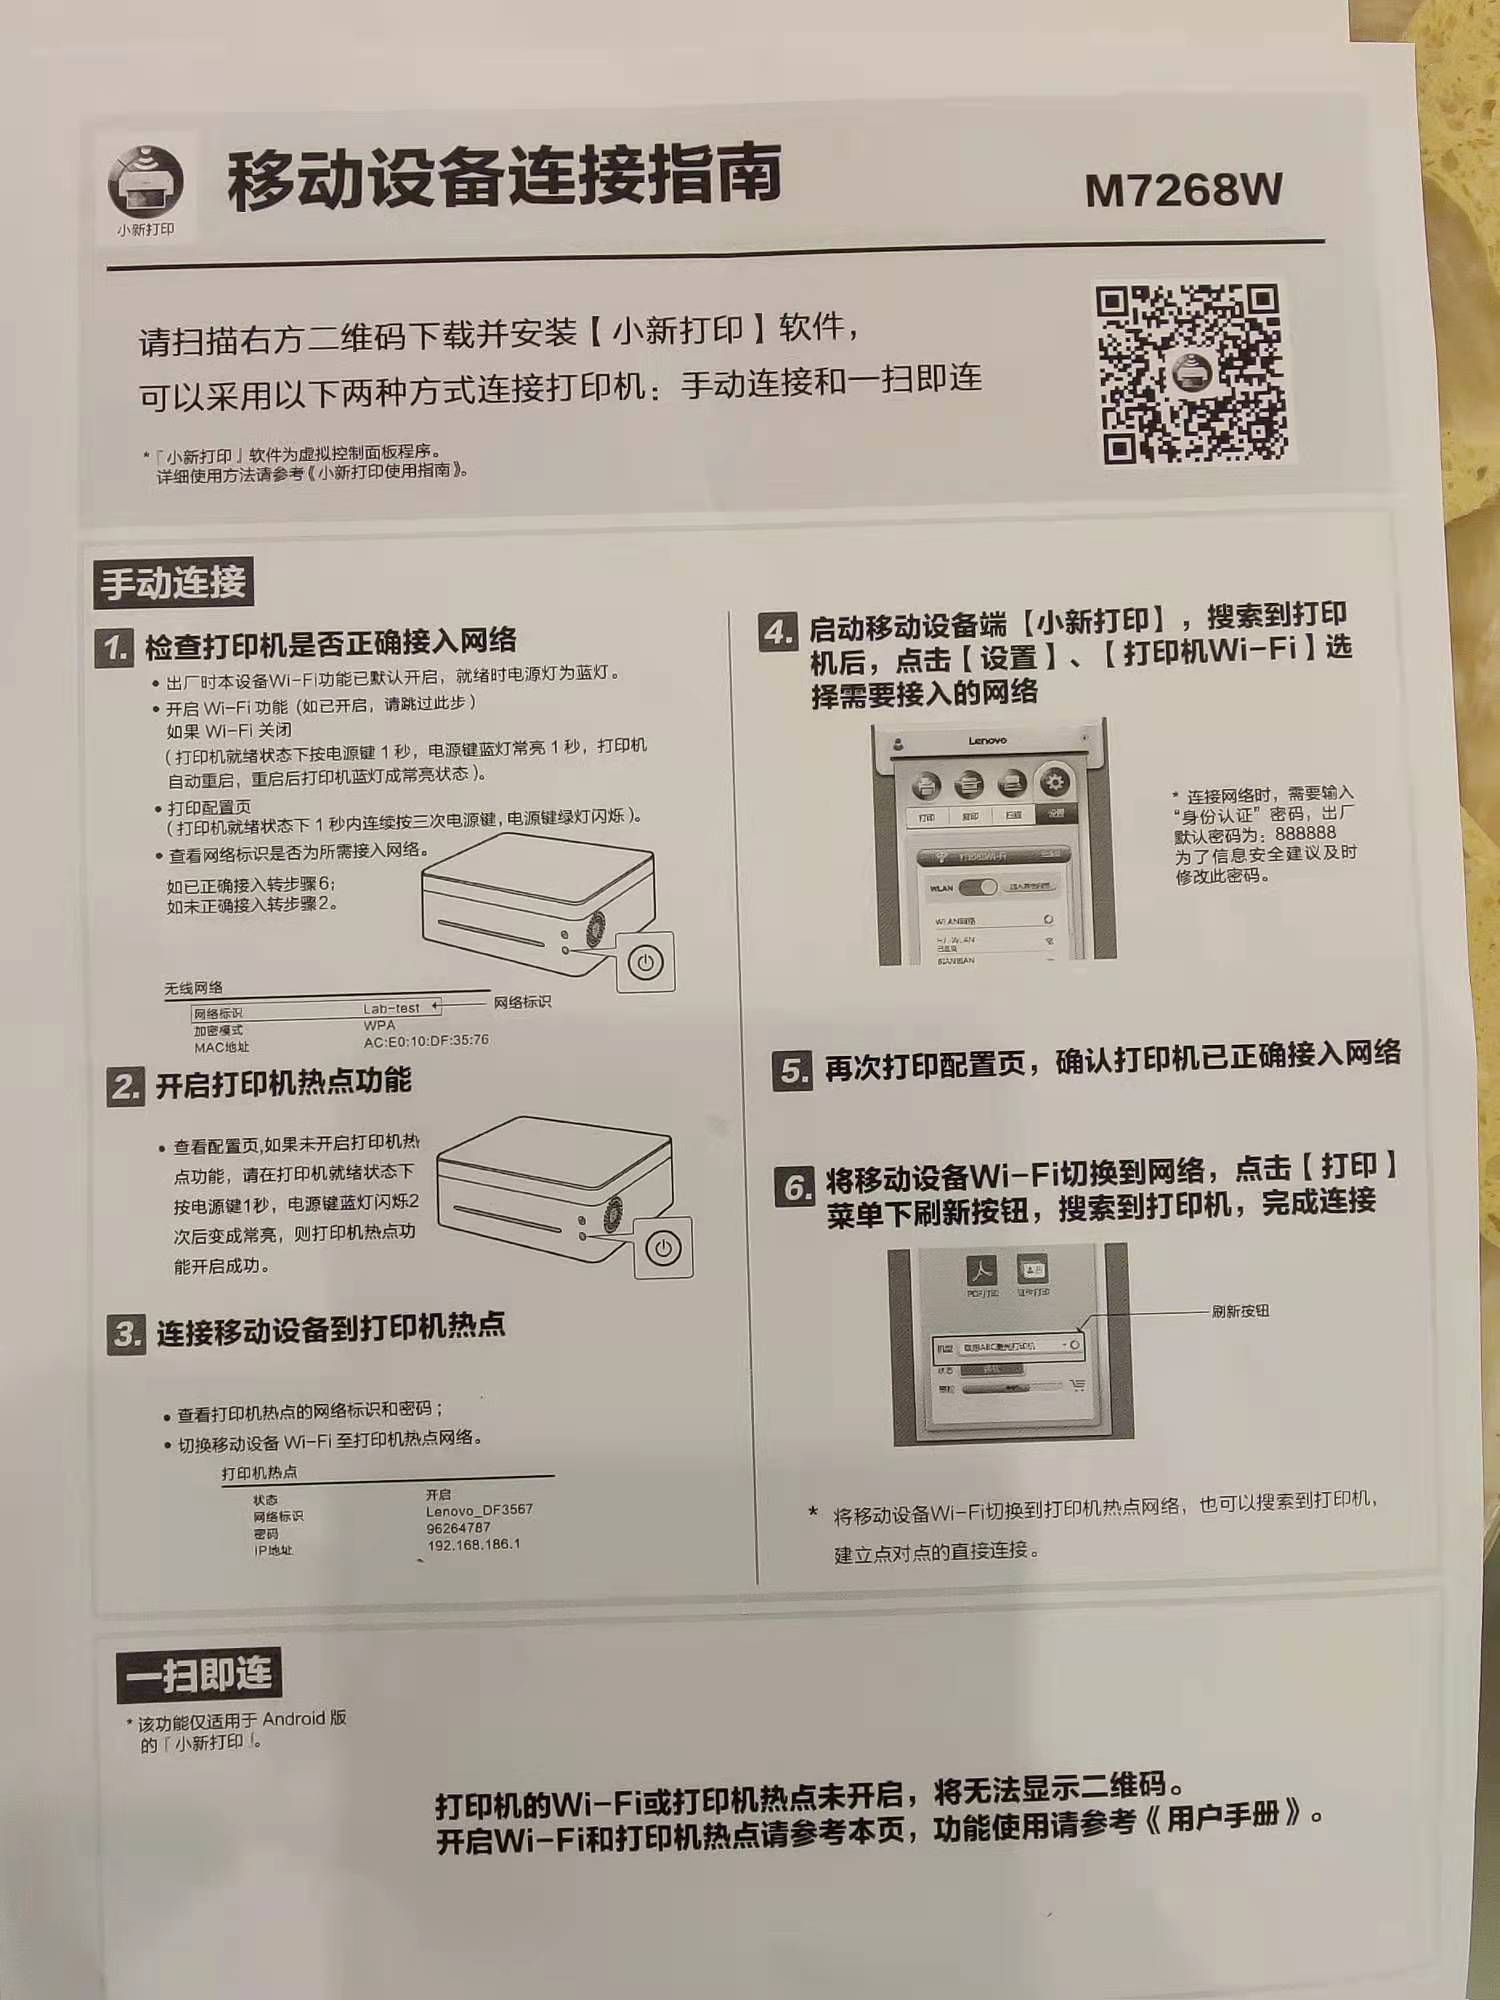 小新打印
移动设备连接指南
M7268W
请扫描右方二维码下载并安装【小新打印】软件，
可以采用以下两种方式连接打印机：手动连接和一扫即连
*「小新打印」软件为虚拟控制面板程序。
详细使用方法请参考《小新打印使用指南》。
手动连接
1. 检查打印机是否正确接入网络
• 出厂时本设备Wi-Fi功能已默认开启，就绪时电源灯为蓝灯。
• 开启 Wi-Fi 功能（如已开启，请跳过此步）
如果 Wi-Fi 关闭
（打印机就绪状态下按电源键 1 秒，电源键蓝灯常亮 1 秒，打印机
自动重启，重启后打印机蓝灯成常亮状态）。
• 打印配置页
（打印机就绪状态下 1 秒内连续按三次电源键，电源键绿灯闪烁）。
• 查看网络标识是否为所需接入网络。
如已正确接入转步骤6；
如未正确接入转步骤2。
无线网络
网络标识 Lab-test 网络标识
加密模式 WPA
MAC地址 AC:E0:10:DF:35:76
2. 开启打印机热点功能
• 查看配置页,如果未开启打印机热
点功能，请在打印机就绪状态下
按电源键1秒，电源键蓝灯闪烁2
次后变成常亮，则打印机热点功
能开启成功。
3. 连接移动设备到打印机热点
• 查看打印机热点的网络标识和密码；
• 切换移动设备 Wi-Fi 至打印机热点网络。
打印机热点
状态 开启
网络标识 Lenovo_DF3567
密码 96264787
IP地址 192.168.186.1
4. 启动移动设备端【小新打印】，搜索到打印
机后，点击【设置】、【打印机Wi-Fi】选
择需要接入的网络
Lenovo
打印 复印 扫描 设置
打印机Wi-Fi
WLAN
WLAN网络
已连接
* 连接网络时，需要输入
“身份认证”密码，出厂
默认密码为：888888
为了信息安全建议及时
修改此密码。
5. 再次打印配置页，确认打印机已正确接入网络
6. 将移动设备Wi-Fi切换到网络，点击【打印】
菜单下刷新按钮，搜索到打印机，完成连接
PDF打印 证件打印
刷新按钮
机型 联想ABC激光打印机
状态
* 将移动设备Wi-Fi切换到打印机热点网络，也可以搜索到打印机，
建立点对点的直接连接。
一扫即连
* 该功能仅适用于 Android 版
的「小新打印」。
打印机的Wi-Fi或打印机热点未开启，将无法显示二维码。
开启Wi-Fi和打印机热点请参考本页，功能使用请参考《用户手册》。